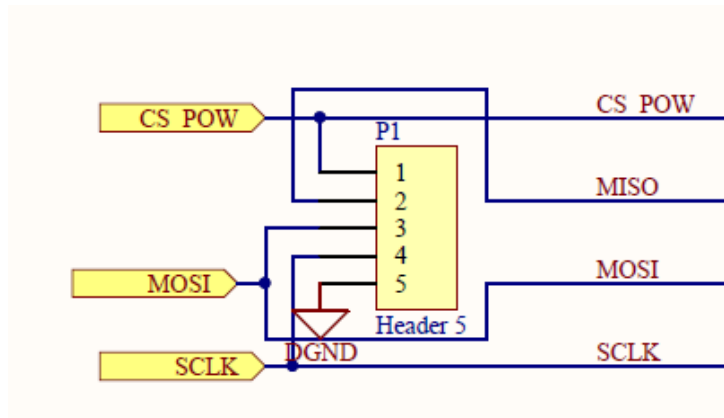 CS_POW
CS_POW
P1
1
2
3
4
5
MISO
MOSI
MOSI
Header 5
DGND
SCLK
SCLK